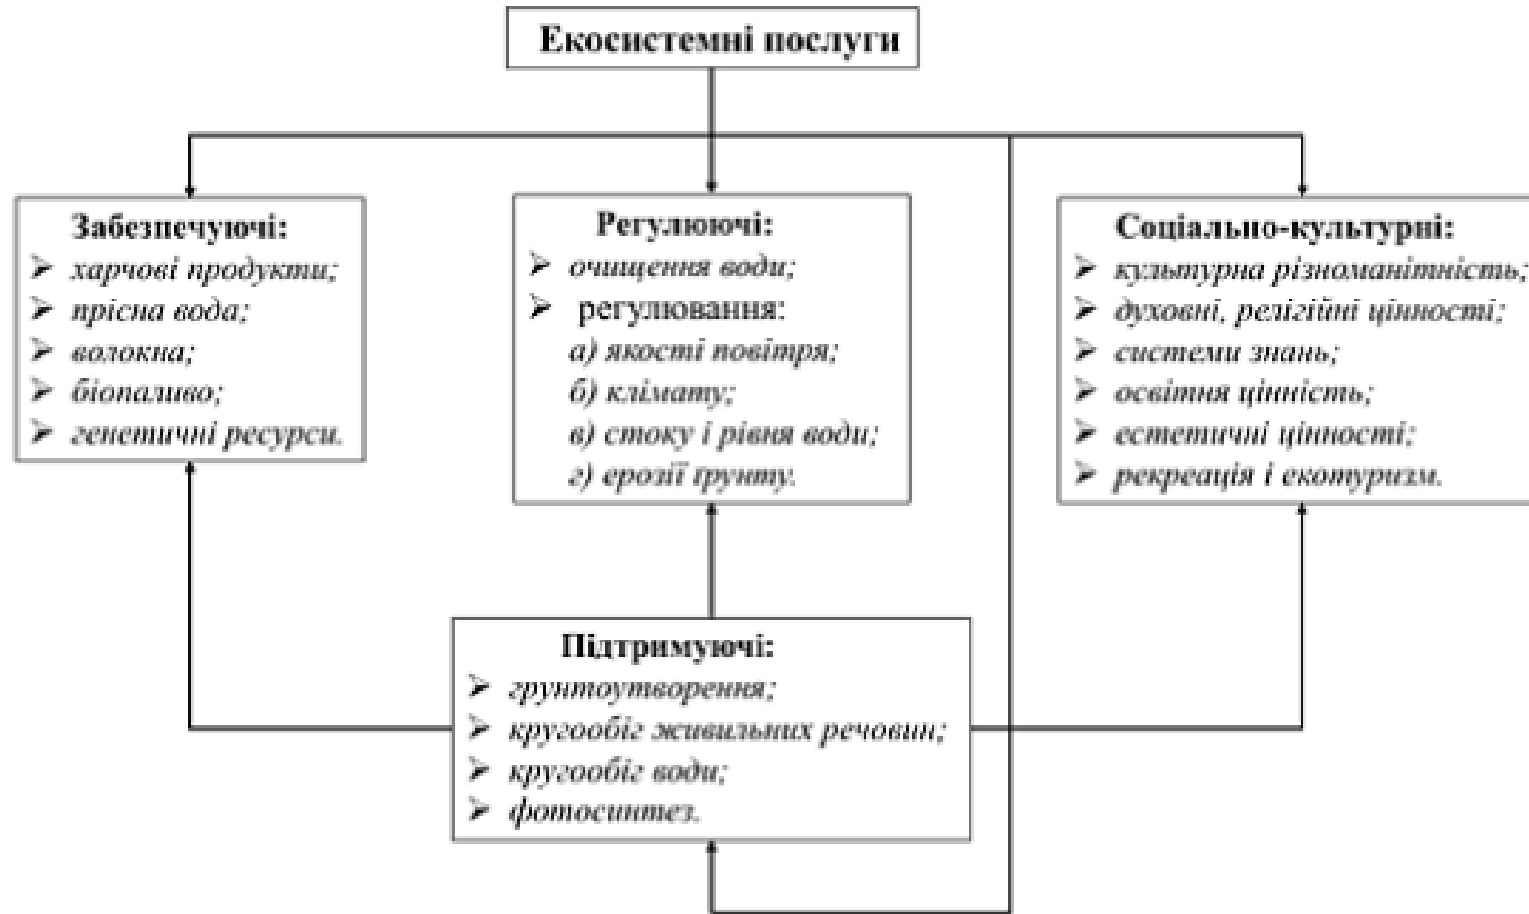 Екосистемні послуги
Забезпечуючі:
➢ харчові продукти;
➢ прісна вода;
➢ волокна;
➢ біопаливо;
➢ генетичні ресурси.
Регулюючі:
➢ очищення води;
➢ регулювання:
а) якості повітря;
б) клімату;
в) стоку і рівня води;
г) ерозії ґрунту.
Соціально-культурні:
➢ культурна різноманітність;
➢ духовні, релігійні цінності;
➢ системи знань;
➢ освітня цінність;
➢ естетичні цінності;
➢ рекреація і екотуризм.
Підтримуючі:
➢ грунтоутворення;
➢ кругообіг живильних речовин;
➢ кругообіг води;
➢ фотосинтез.